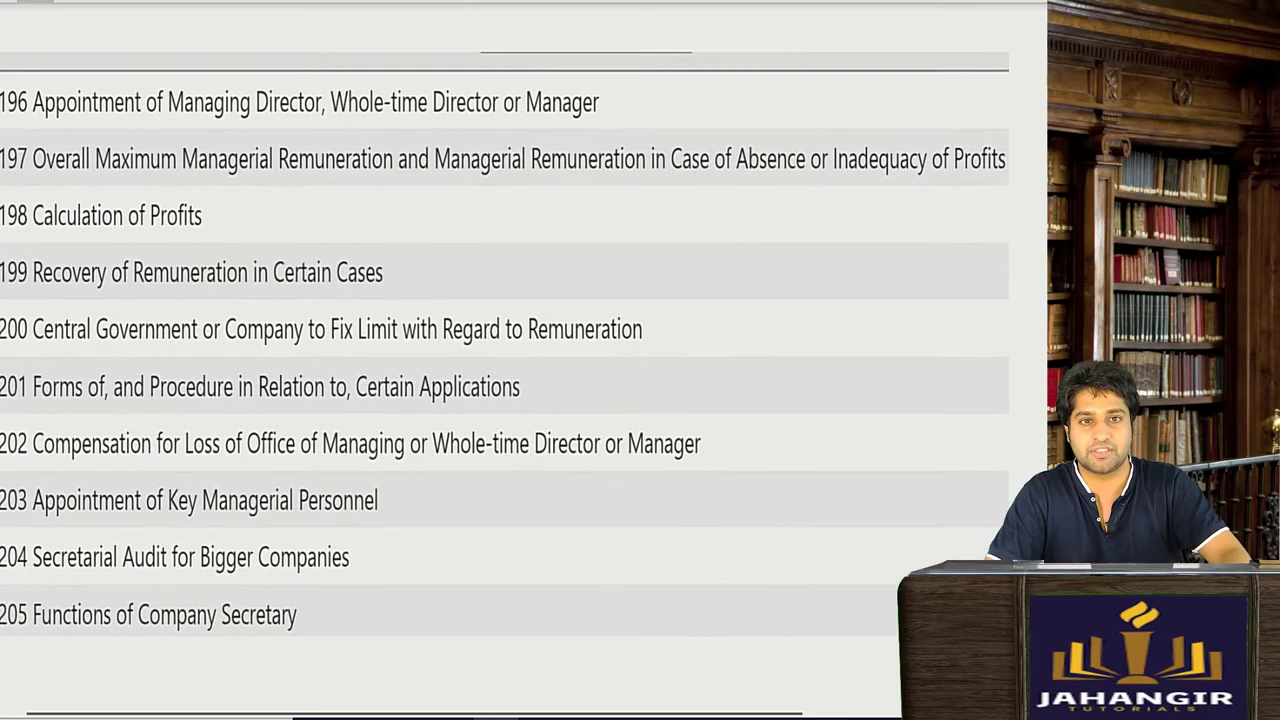 196 Appointment of Managing Director, Whole-time Director or Manager
197 Overall Maximum Managerial Remuneration and Managerial Remuneration in Case of Absence or Inadequacy of Profits
198 Calculation of Profits
199 Recovery of Remuneration in Certain Cases
200 Central Government or Company to Fix Limit with Regard to Remuneration
201 Forms of, and Procedure in Relation to, Certain Applications
202 Compensation for Loss of Office of Managing or Whole-time Director or Manager
203 Appointment of Key Managerial Personnel
204 Secretarial Audit for Bigger Companies
205 Functions of Company Secretary
JAHANGIR
TUTORIALS